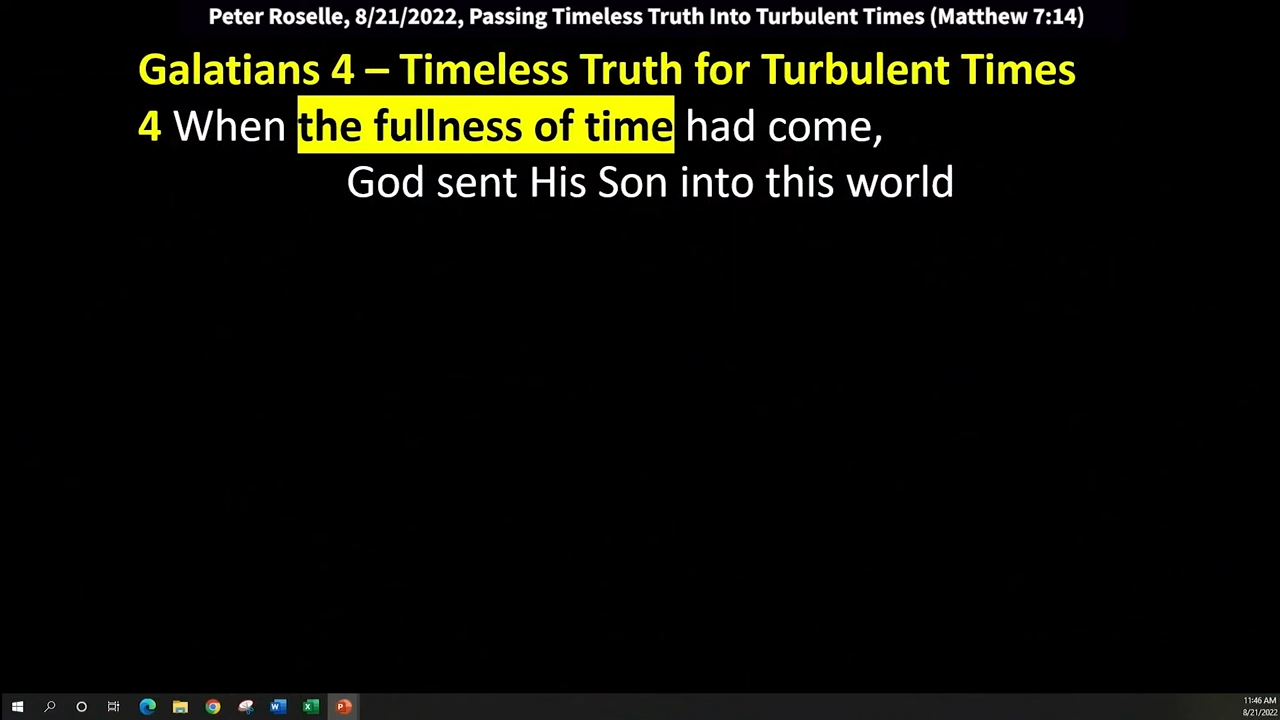 Peter Roselle, 8/21/2022, Passing Timeless Truth Into Turbulent Times (Matthew 7:14)
Galatians 4 – Timeless Truth for Turbulent Times
4 When the fullness of time had come,
God sent His Son into this world
11:46 AM
8/21/2022